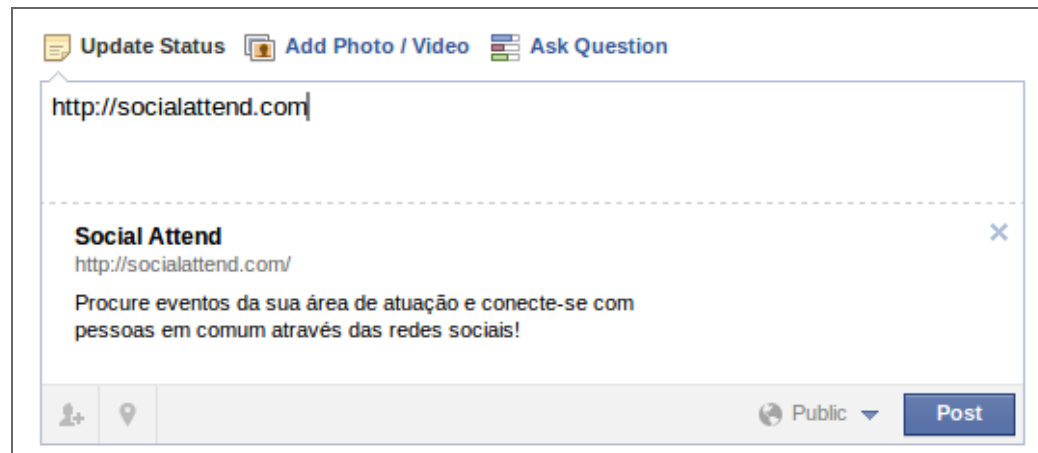 Update Status Add Photo / Video Ask Question
http://socialattend.com
Social Attend
http://socialattend.com/
Procure eventos da sua área de atuação e conecte-se com
pessoas em comum através das redes sociais!
Public Post